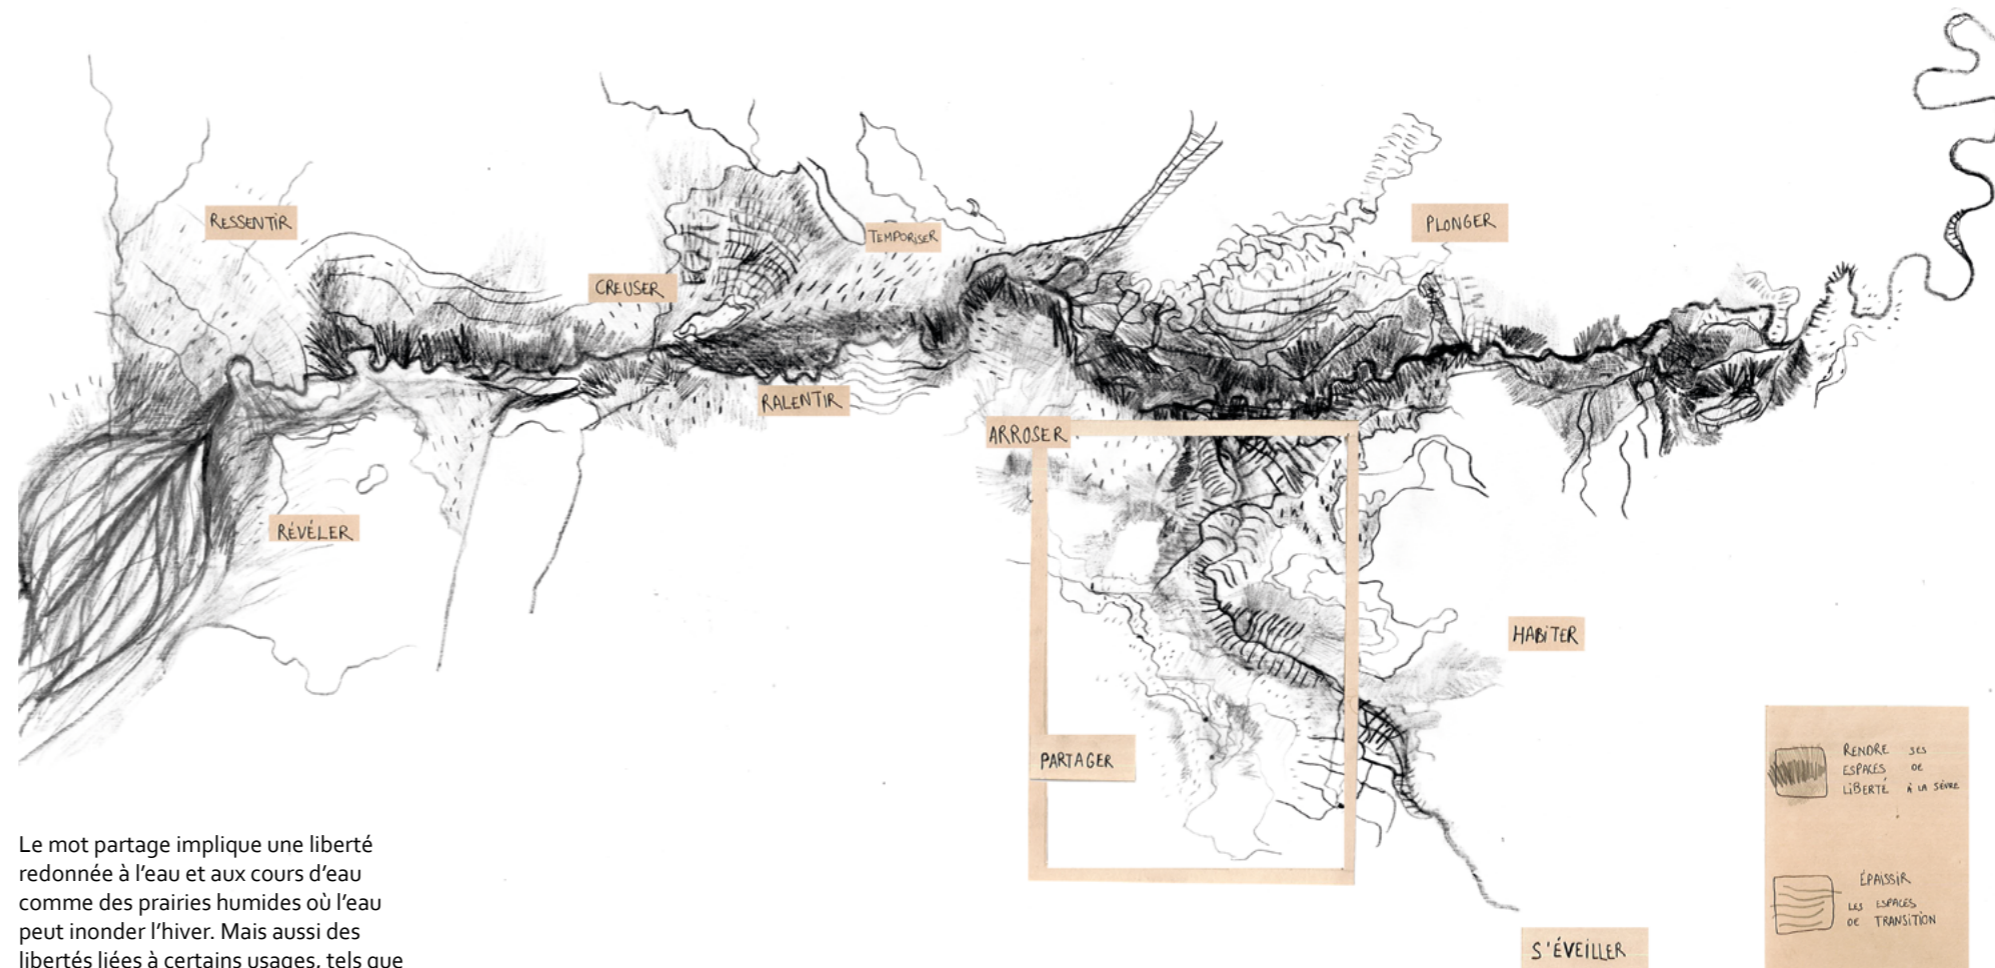 RESSENTIR
PLONGER
TEMPORISER
CREUSER
RALENTIR
ARROSER
RÉVÉLER
HABITER
PARTAGER
RENDRE SES
ESPACES DE
LIBERTÉ À LA SÈVRE
ÉPAISSIR
LES ESPACES
DE TRANSITION
S'ÉVEILLER
Le mot partage implique une liberté
redonnée à l'eau et aux cours d'eau
comme des prairies humides où l'eau
peut inonder l'hiver. Mais aussi des
libertés liées à certains usages, tels que